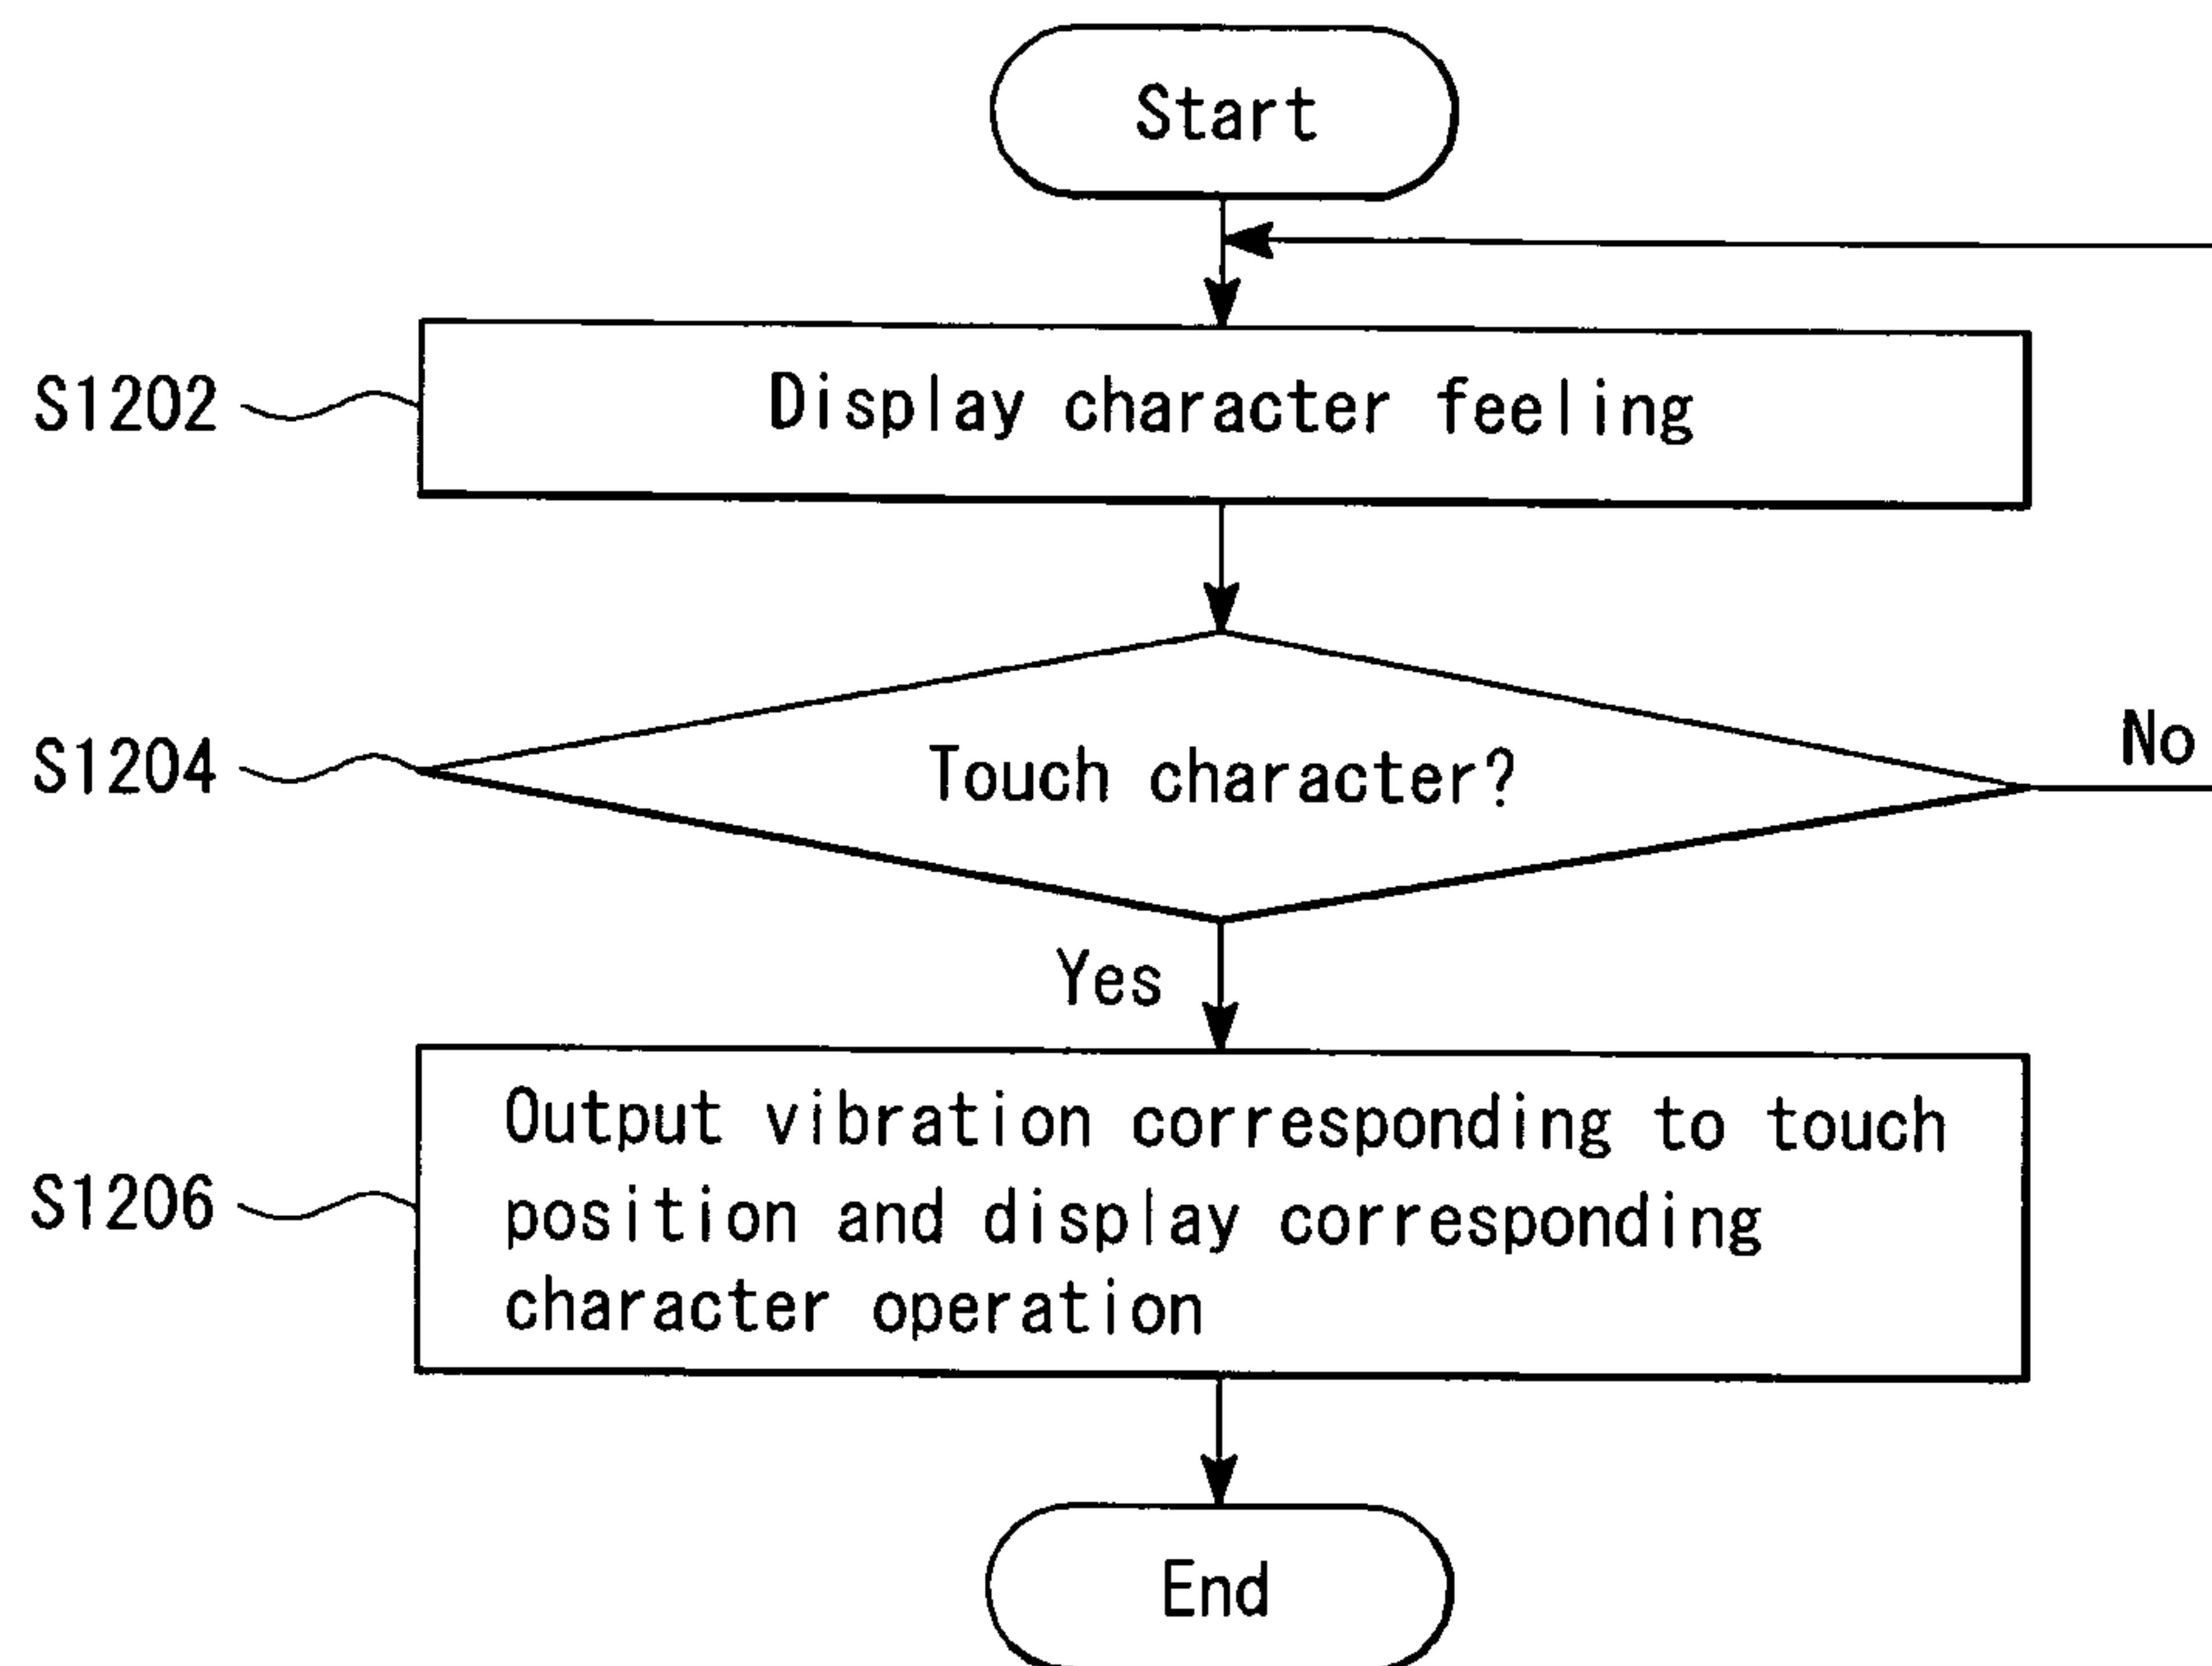 Start
S1202
Display character feeling
S1204
Touch character?
No
Yes
S1206
Output vibration corresponding to touch
position and display corresponding
character operation
End